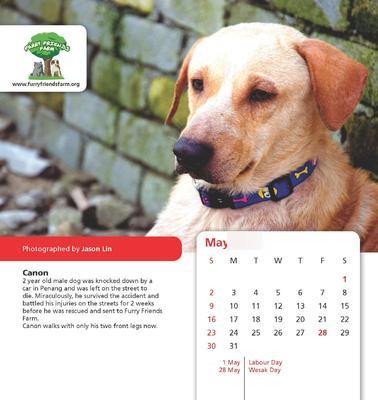 FURRY FRIENDS
FARM
www.furryfriendsfarm.org
Photographed by Jason Lin
May
Canon
2 year old male dog was knocked down by a
car in Penang and was left on the street to
die. Miraculously, he survived the accident and
battled his injuries on the streets for 2 weeks
before he was rescued and sent to Furry Friends
Farm.
Canon walks with only his two front legs now.
S M T W T F S
1
2 3 4 5 6 7 8
9 10 11 12 13 14 15
16 17 18 19 20 21 22
23 24 25 26 27 28 29
30 31
1 May Labour Day
28 May Wesak Day